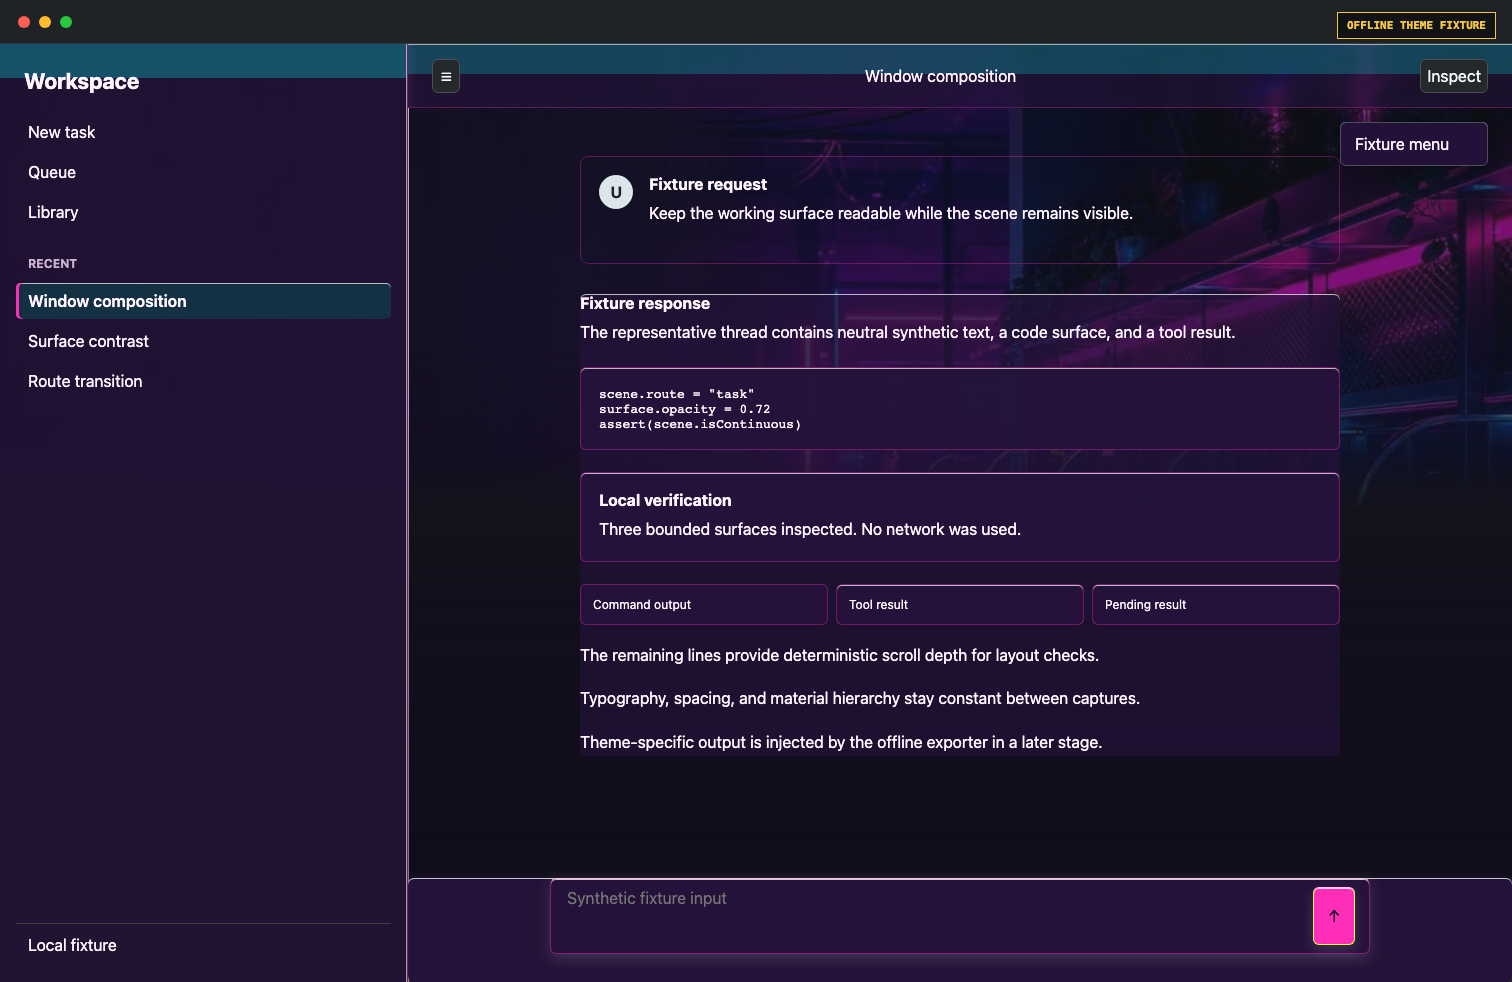 OFFLINE THEME FIXTURE
Workspace
New task
Queue
Library
RECENT
Window composition
Surface contrast
Route transition
Local fixture
Window composition
Inspect
Fixture menu
U
Fixture request
Keep the working surface readable while the scene remains visible.
Fixture response
The representative thread contains neutral synthetic text, a code surface, and a tool result.
scene.route = "task"
surface.opacity = 0.72
assert(scene.isContinuous)
Local verification
Three bounded surfaces inspected. No network was used.
Command output
Tool result
Pending result
The remaining lines provide deterministic scroll depth for layout checks.
Typography, spacing, and material hierarchy stay constant between captures.
Theme-specific output is injected by the offline exporter in a later stage.
Synthetic fixture input